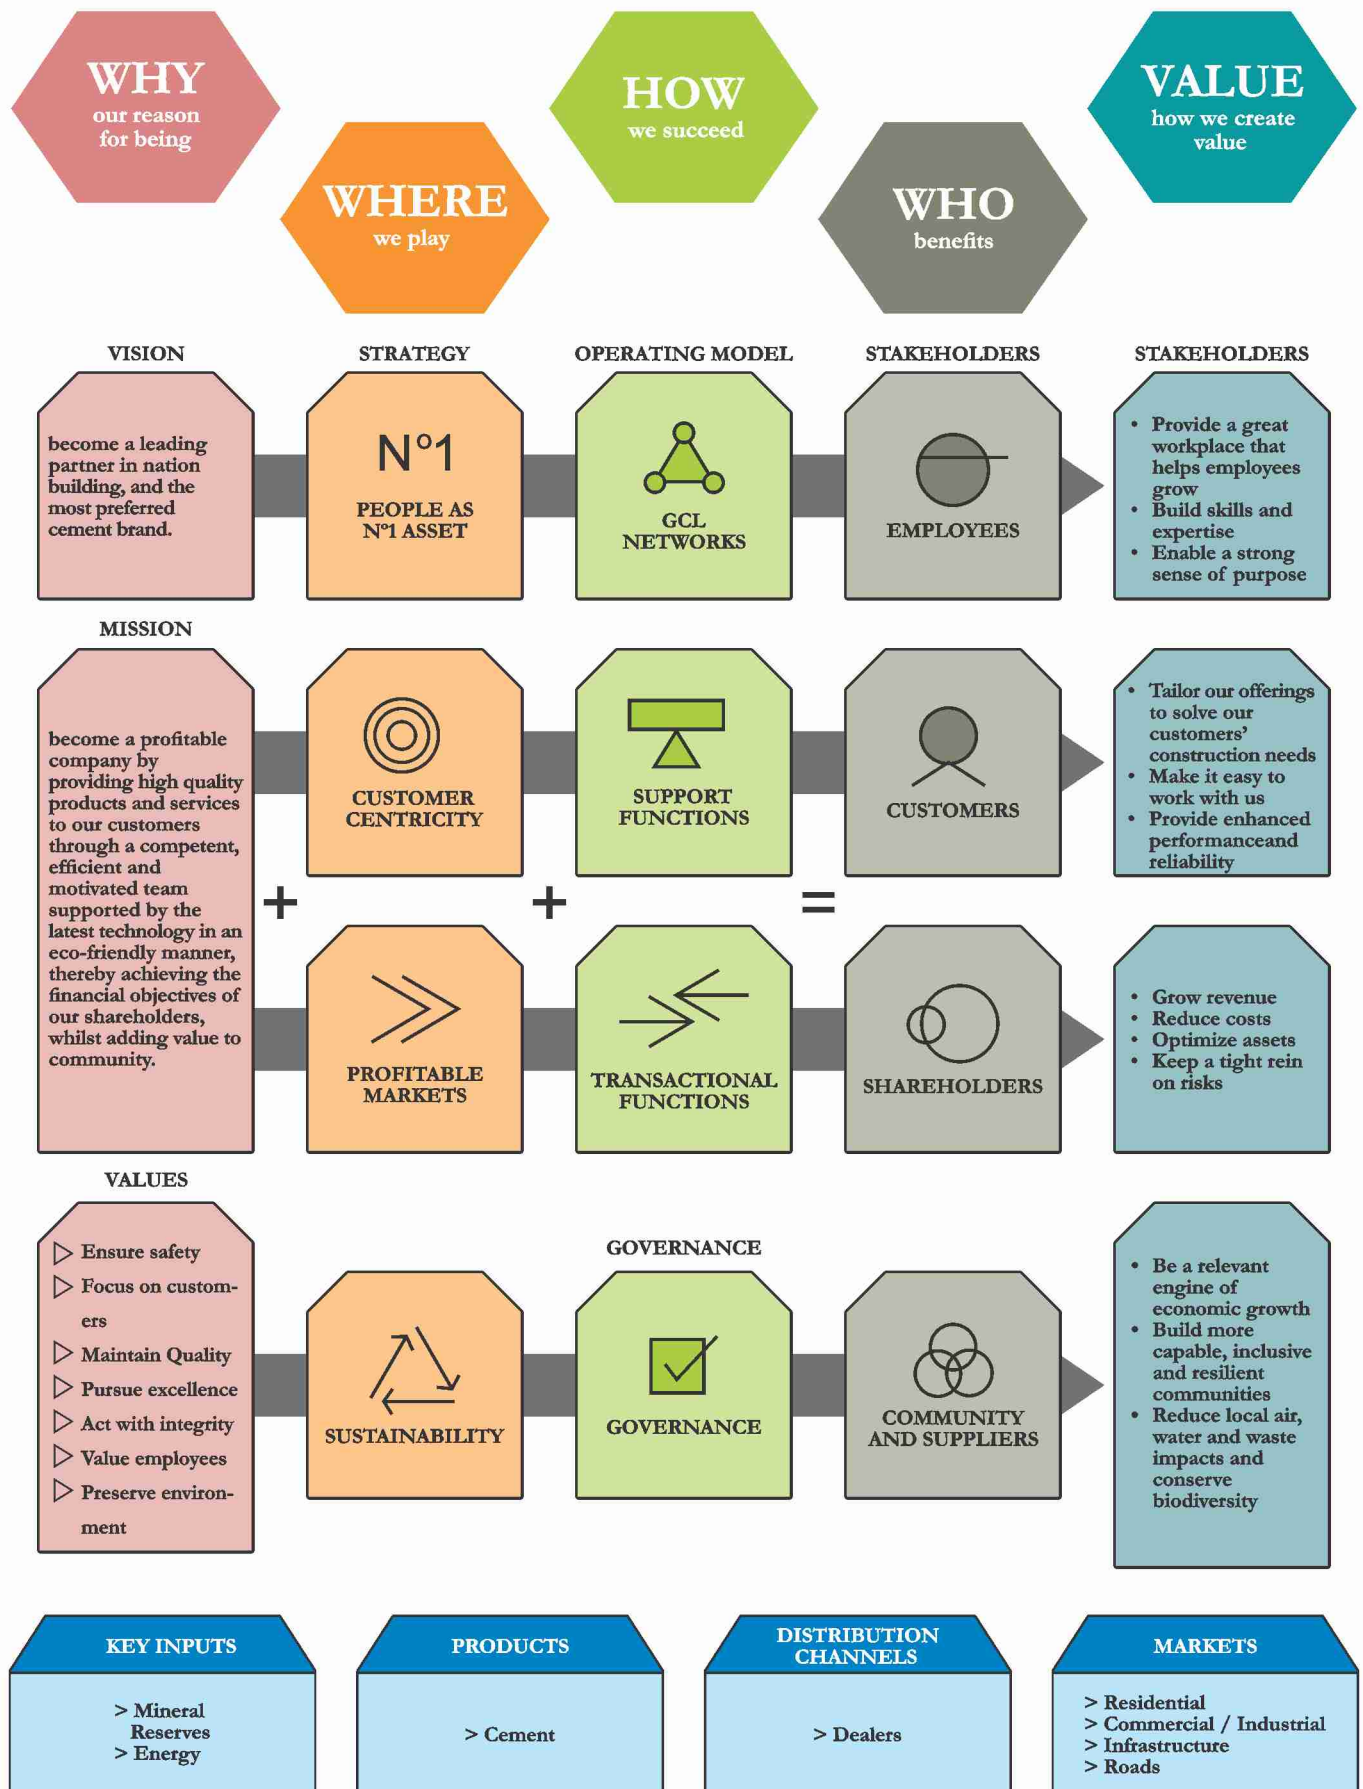 WHY
our reason
for being
WHERE
we play
HOW
we succeed
WHO
benefits
VALUE
how we create
value
VISION
become a leading
partner in nation
building, and the
most preferred
cement brand.
STRATEGY
N°1
PEOPLE AS
N°1 ASSET
OPERATING MODEL
GCL
NETWORKS
STAKEHOLDERS
EMPLOYEES
STAKEHOLDERS
• Provide a great
workplace that
helps employees
grow
• Build skills and
expertise
• Enable a strong
sense of purpose
MISSION
become a profitable
company by
providing high quality
products and services
to our customers
through a competent,
efficient and
motivated team
supported by the
latest technology in an
eco-friendly manner,
thereby achieving the
financial objectives of
our shareholders,
whilst adding value to
community.
+
CUSTOMER
CENTRICITY
+
SUPPORT
FUNCTIONS
=
CUSTOMERS
• Tailor our offerings
to solve our
customers’
construction needs
• Make it easy to
work with us
• Provide enhanced
performanceand
reliability
PROFITABLE
MARKETS
TRANSACTIONAL
FUNCTIONS
SHAREHOLDERS
• Grow revenue
• Reduce costs
• Optimize assets
• Keep a tight rein
on risks
VALUES
Ensure safety
Focus on custom-
ers
Maintain Quality
Pursue excellence
Act with integrity
Value employees
Preserve environ-
ment
SUSTAINABILITY
GOVERNANCE
GOVERNANCE
COMMUNITY
AND SUPPLIERS
• Be a relevant
engine of
economic growth
• Build more
capable, inclusive
and resilient
communities
• Reduce local air,
water and waste
impacts and
conserve
biodiversity
KEY INPUTS
> Mineral
Reserves
> Energy
PRODUCTS
> Cement
DISTRIBUTION
CHANNELS
> Dealers
MARKETS
> Residential
> Commercial / Industrial
> Infrastructure
> Roads